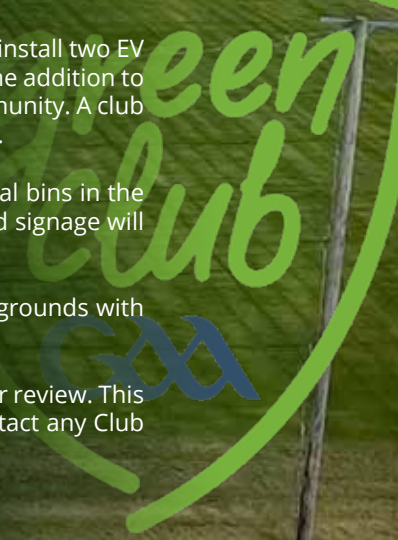 install two EV
ne addition to
munity. A club
.
al bins in the
d signage will
grounds with
r review. This
tact any Club
green
club
GAA